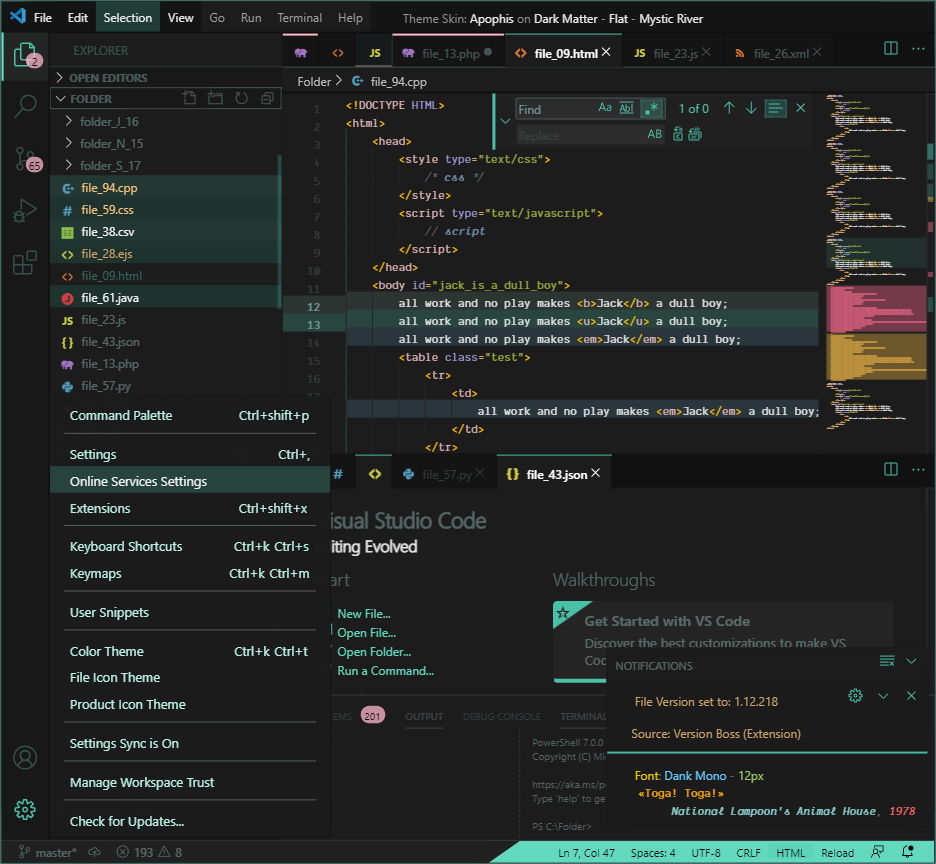 File Edit Selection View Go Run Terminal Help Theme Skin: Apophis on Dark Matter - Flat - Mystic River
2
EXPLORER
JS file_13.php file_09.html JS file_23.js file_26.xml
OPEN EDITORS
Folder file_94.cpp
FOLDER
folder_J_16
folder_N_15
folder_S_17
file_94.cpp
# file_59.css
file_38.csv
file_28.ejs
file_09.html
file_61.java
JS file_23.js
{} file_43.json
file_13.php
file_57.py
65
Find Aa Abl .* 1 of 0
Replace AB
1 <!DOCTYPE HTML>
2 <html>
3 <head>
4 <style type="text/css">
5 /* css */
6 </style>
7 <script type="text/javascript">
8 // script
9 </script>
10 </head>
11 <body id="jack_is_a_dull_boy">
12 all work and no play makes <b>Jack</b> a dull boy;
13 all work and no play makes <u>Jack</u> a dull boy;
14 all work and no play makes <em>Jack</em> a dull boy;
15 <table class="test">
16 <tr>
<td>
all work and no play makes <em>Jack</em> a dull boy;
</td>
</tr>
Command Palette Ctrl+shift+p
Settings Ctrl+,
Online Services Settings
Extensions Ctrl+shift+x
Keyboard Shortcuts Ctrl+k Ctrl+s
Keymaps Ctrl+k Ctrl+m
User Snippets
Color Theme Ctrl+k Ctrl+t
File Icon Theme
Product Icon Theme
Settings Sync is On
Manage Workspace Trust
Check for Updates...
# file_57.py {} file_43.json
isual Studio Code
iting Evolved
art
New File...
Open File...
Open Folder...
Run a Command...
Walkthroughs
Get Started with VS Code
Discover the best customizations to make VS
Coc
NOTIFICATIONS
File Version set to: 1.12.218
Source: Version Boss (Extension)
Font: Dank Mono - 12px
«Toga! Toga!»
National Lampoon's Animal House, 1978
LEMS 201 OUTPUT DEBUG CONSOLE TERMINAL
PowerShell 7.0.0
Copyright (C) Mi
https://aka.ms/p
Type 'help' to ge
PS C:\Folder>
master* 193 8 Ln 7, Col 47 Spaces: 4 UTF-8 CRLF HTML Reload